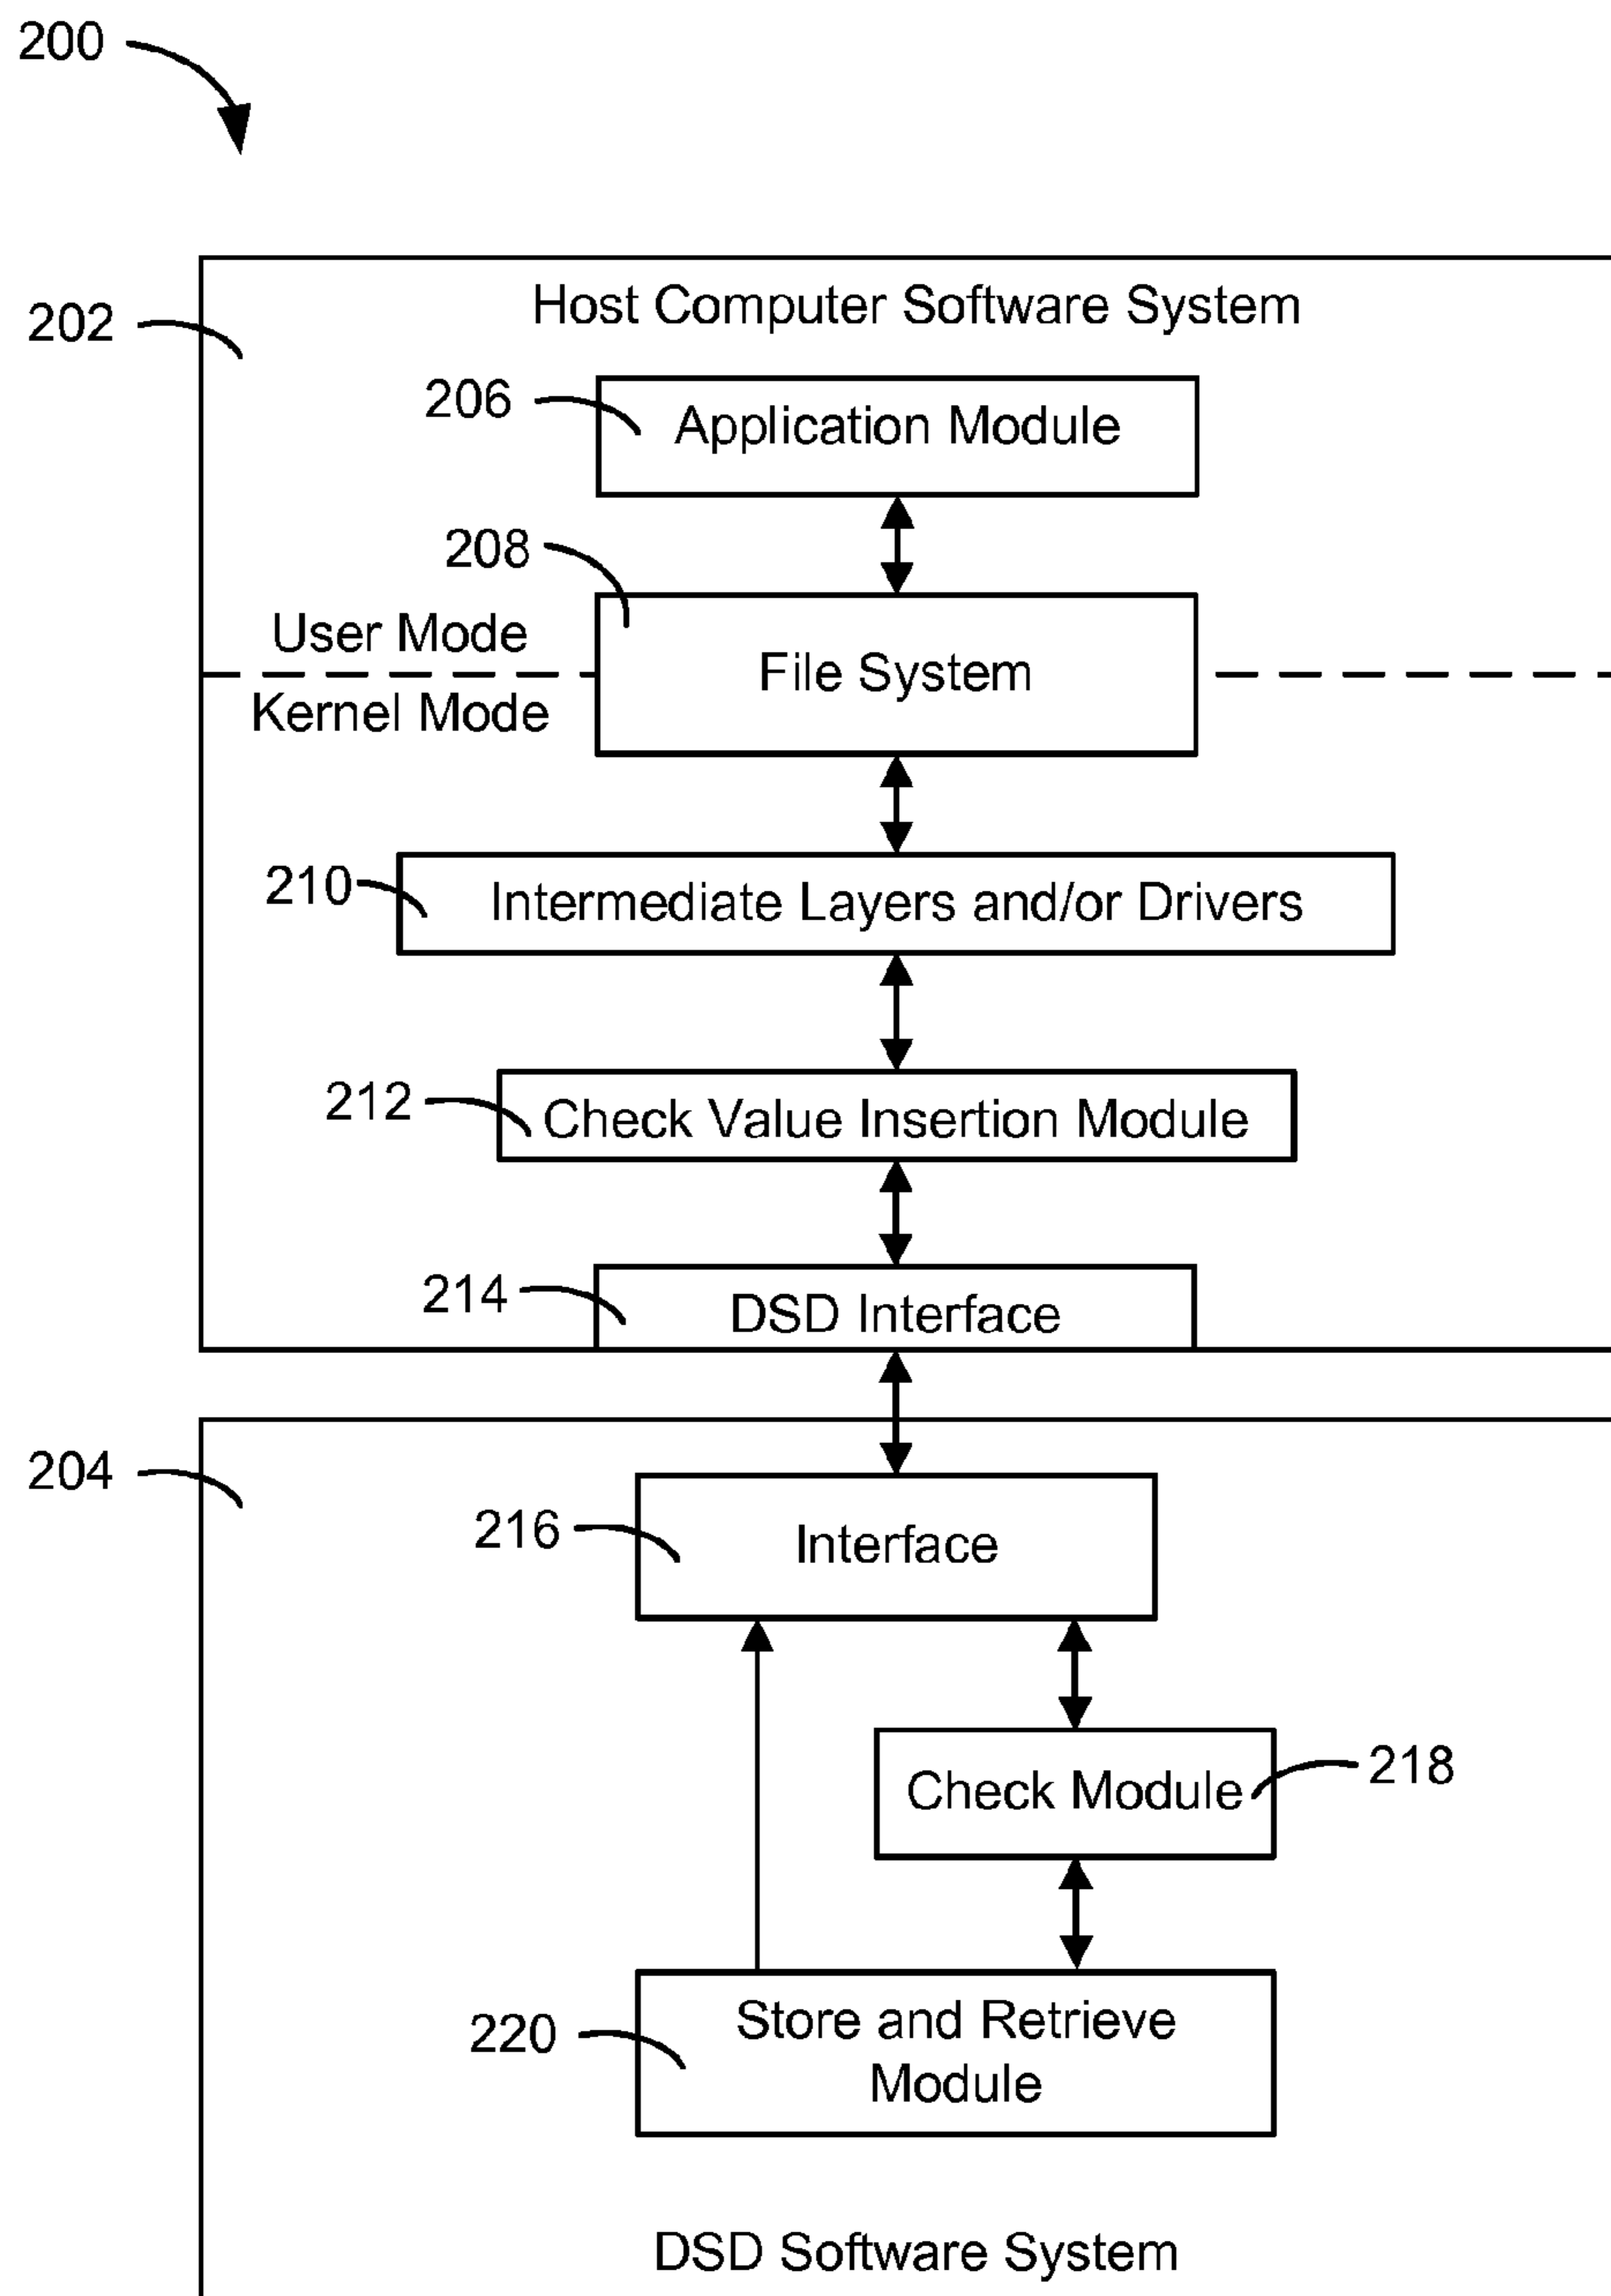 200
202
Host Computer Software System
206
Application Module
208
User Mode
File System
Kernel Mode
210
Intermediate Layers and/or Drivers
212
Check Value Insertion Module
214
DSD Interface
204
216
Interface
218
Check Module
220
Store and Retrieve
Module
DSD Software System